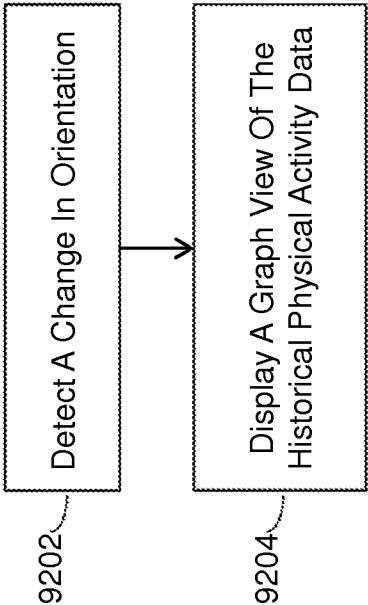 9202
Detect A Change In Orientation
9204
Display A Graph View Of The
Historical Physical Activity Data